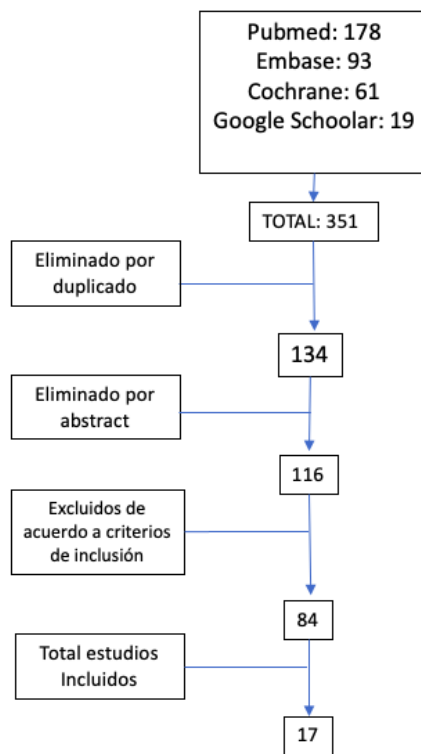 Pubmed: 178
Embase: 93
Cochrane: 61
Google Schoolar: 19
TOTAL: 351
Eliminado por
duplicado
134
Eliminado por
abstract
116
Excluidos de
acuerdo a criterios
de inclusión
84
Total estudios
Incluidos
17